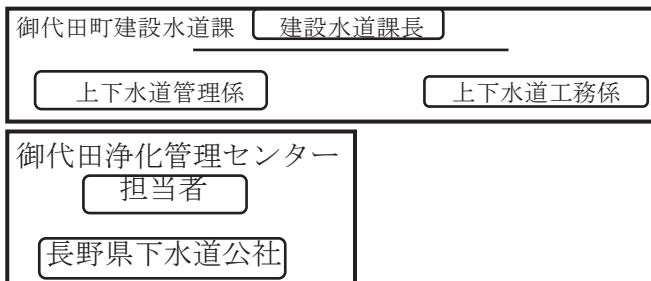 御代田町建設水道課 建設水道課長
上下水道管理係 上下水道工務係
御代田浄化管理センター
担当者
長野県下水道公社